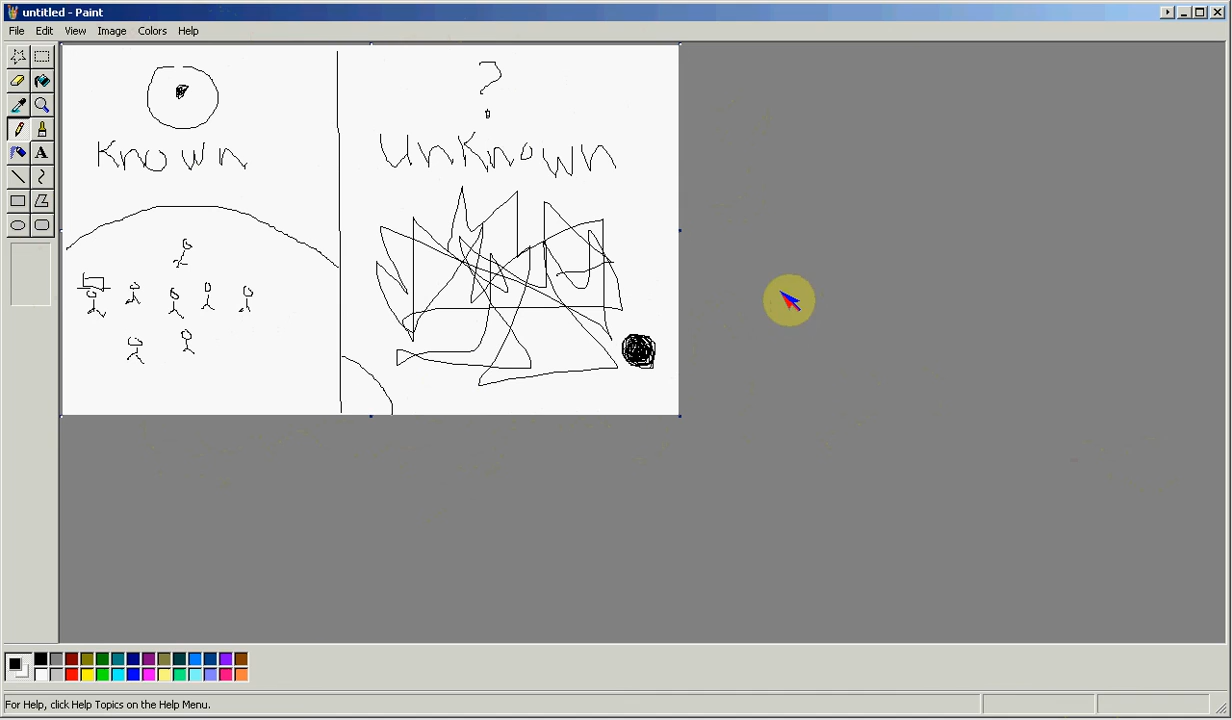 untitled - Paint
File Edit View Image Colors Help
?
Known
Unknown
A
For Help, click Help Topics on the Help Menu.